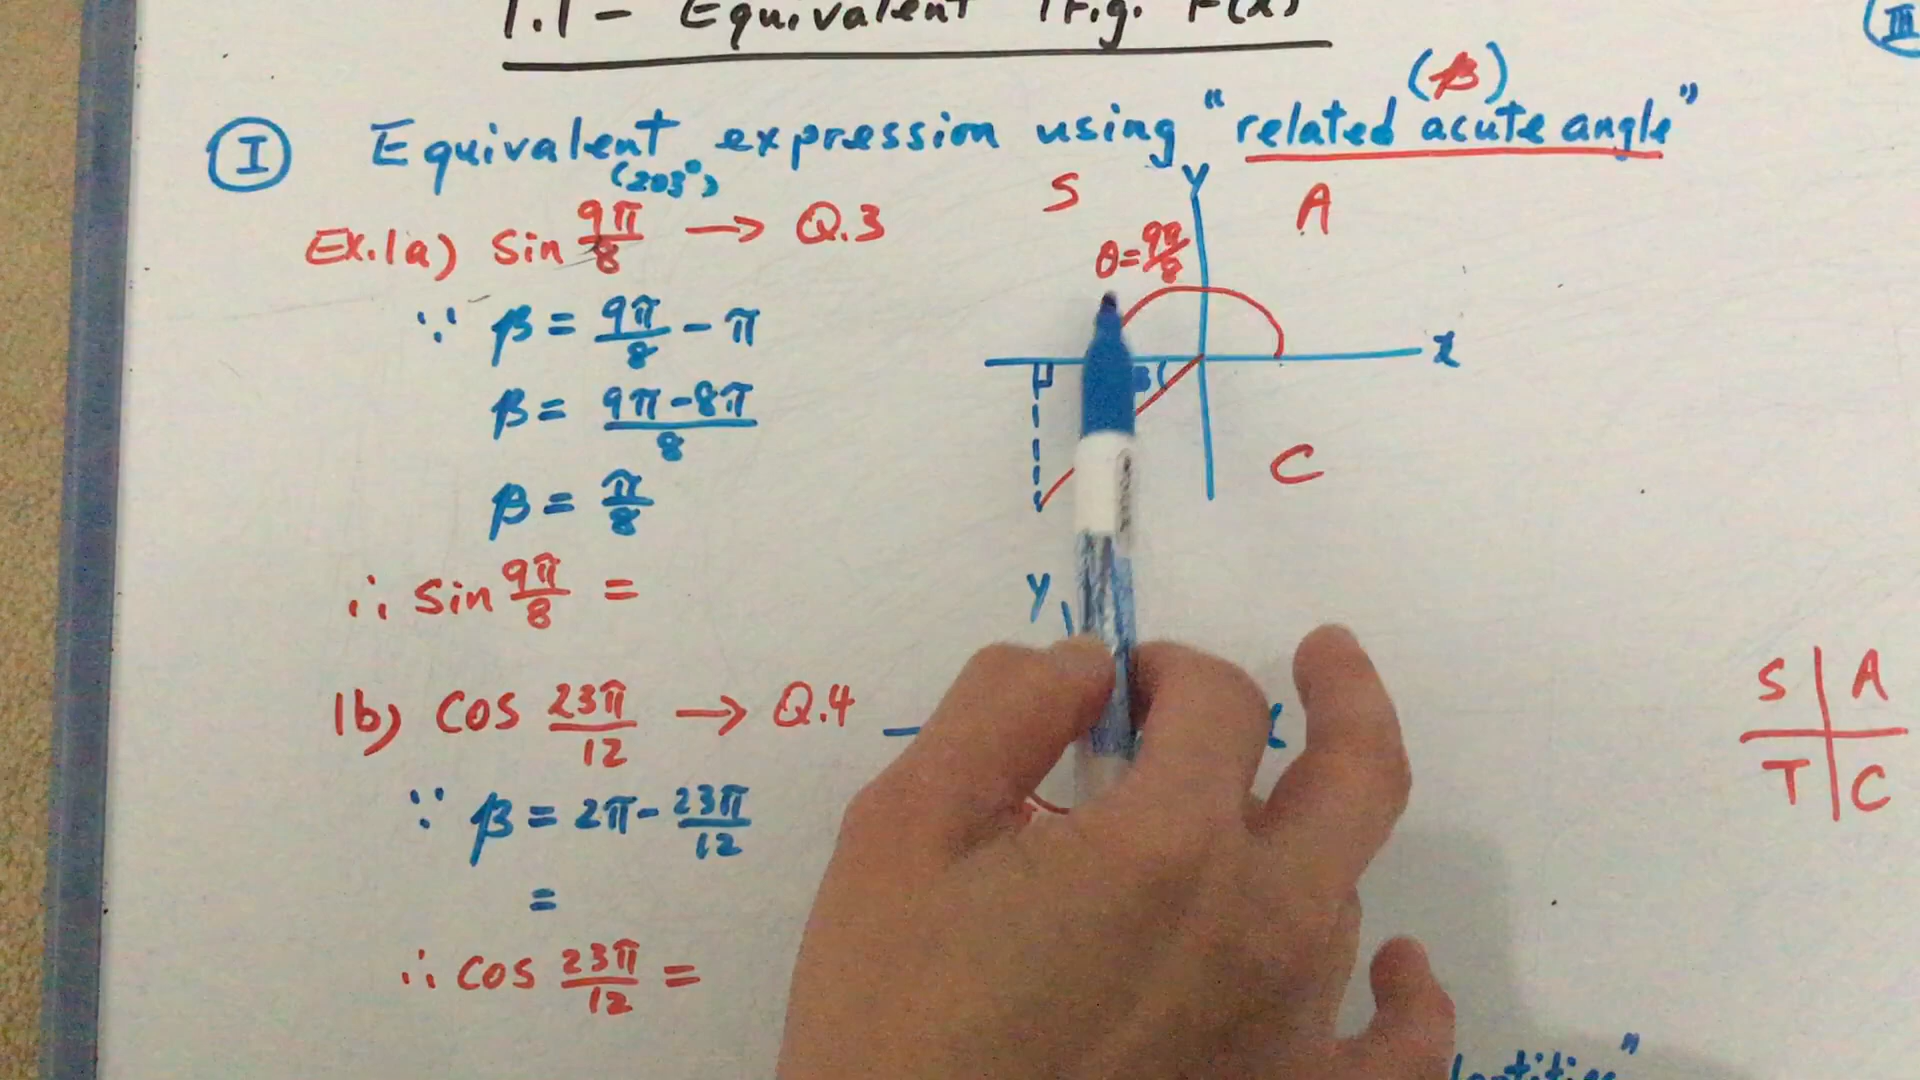 1.1 - Equivalent Trig. F(x)
III
(β)
I Equivalent expression using "related acute angle"
(203°)
Ex.1a) sin 9π/8 → Q.3
∵ β = 9π/8 - π
β = 9π-8π/8
β = π/8
∴ sin 9π/8 =
y
S A
θ=9π/8
x
β
C
1b) cos 23π/12 → Q.4
∵ β = 2π - 23π/12
=
∴ cos 23π/12 =
y
S A
T C